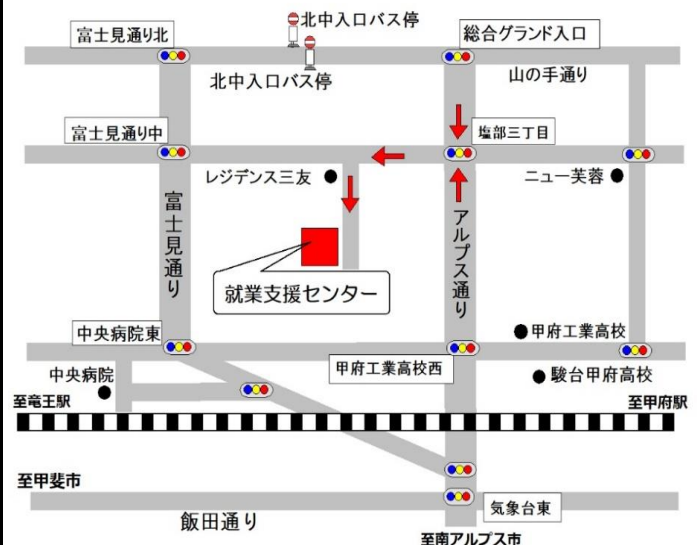 北中入口バス停
富士見通り北
総合グランド入口
北中入口バス停
山の手通り
富士見通り中
塩部三丁目
レジデンス三友
ニュー芙蓉
富士見通り
アルプス通り
就業支援センター
中央病院東
甲府工業高校
甲府工業高校西
中央病院
駿台甲府高校
至竜王駅
至甲府駅
至甲斐市
気象台東
飯田通り
至南アルプス市